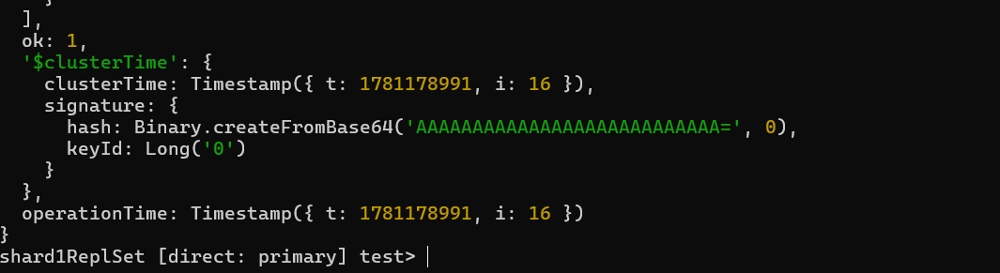 }
],
ok: 1,
'$clusterTime': {
clusterTime: Timestamp({ t: 1781178991, i: 16 }),
signature: {
hash: Binary.createFromBase64('AAAAAAAAAAAAAAAAAAAAAAAAAAA=', 0),
keyId: Long('0')
}
},
operationTime: Timestamp({ t: 1781178991, i: 16 })
}
shard1ReplSet [direct: primary] test>